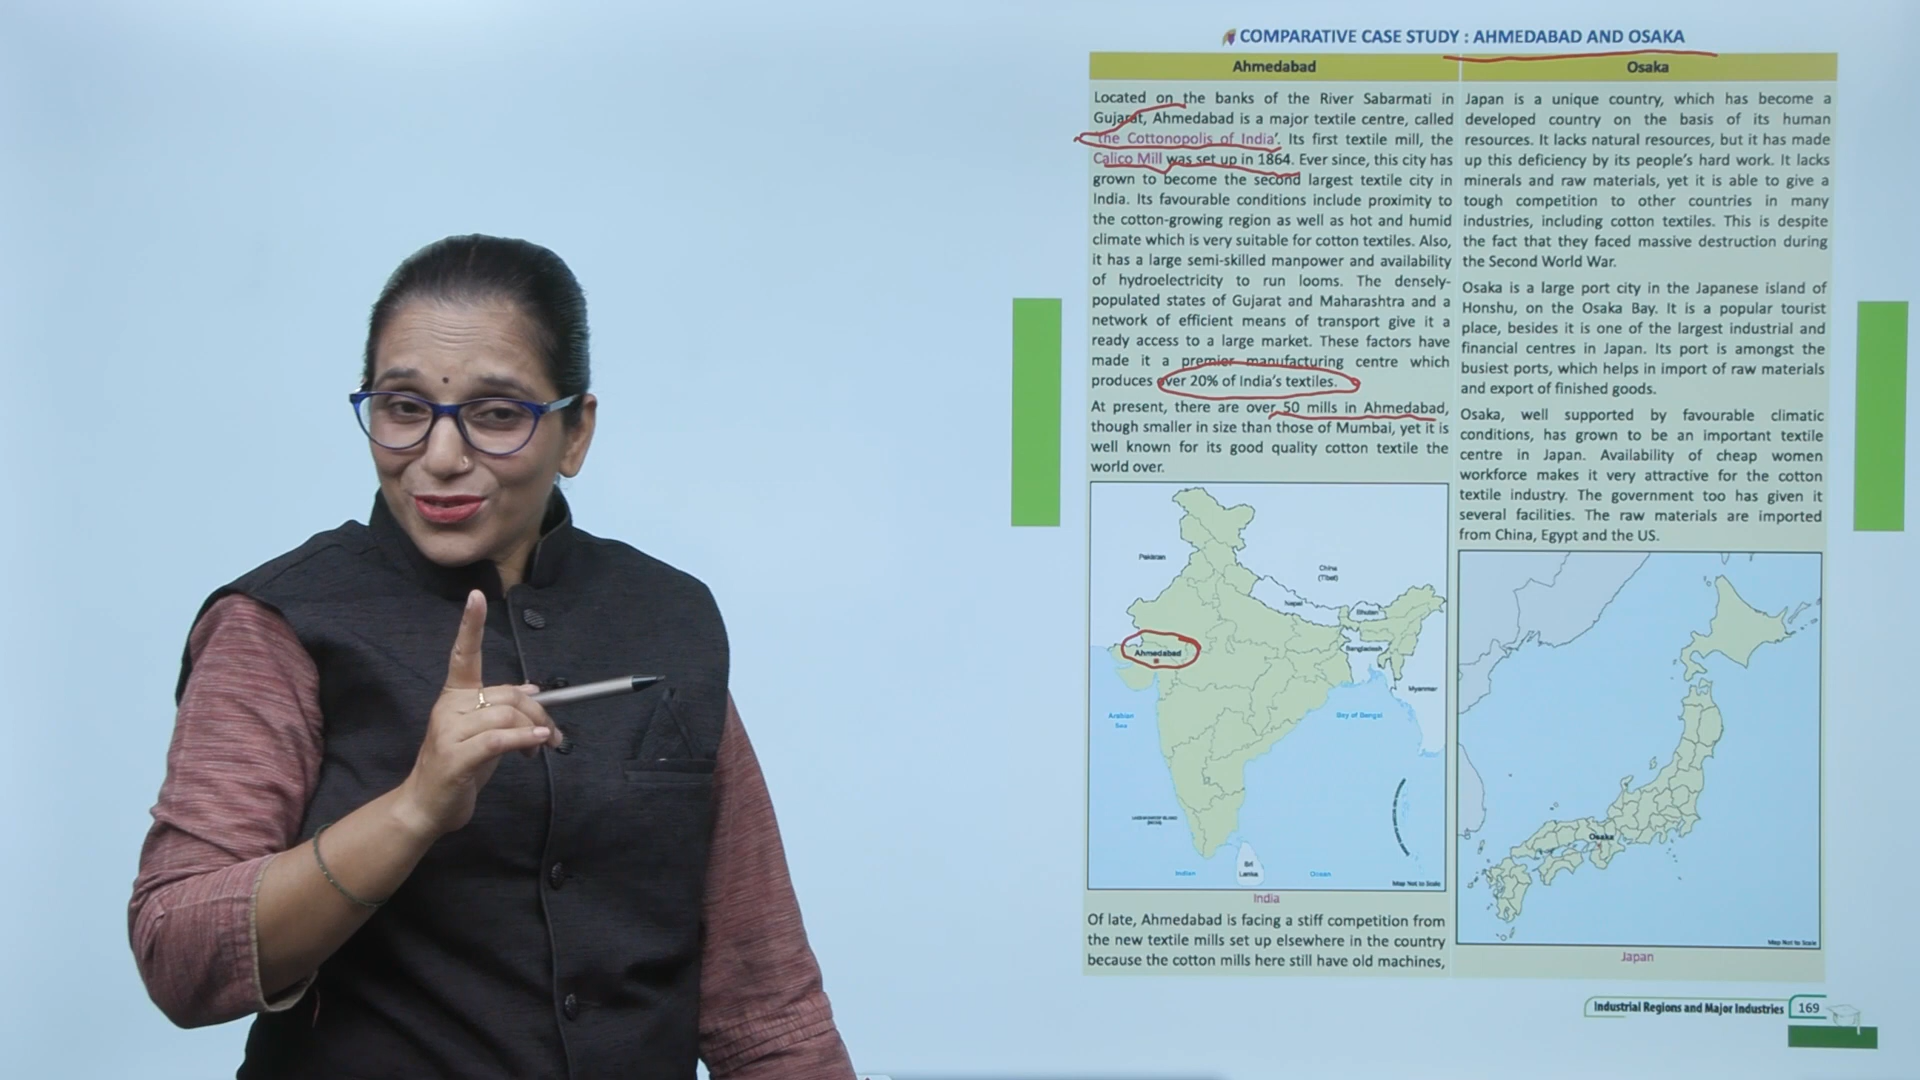 COMPARATIVE CASE STUDY : AHMEDABAD AND OSAKA
Ahmedabad
Located on the banks of the River Sabarmati in
Gujarat, Ahmedabad is a major textile centre, called
'the Cottonopolis of India'. Its first textile mill, the
Calico Mill was set up in 1864. Ever since, this city has
grown to become the second largest textile city in
India. Its favourable conditions include proximity to
the cotton-growing region as well as hot and humid
climate which is very suitable for cotton textiles. Also,
it has a large semi-skilled manpower and availability
of hydroelectricity to run looms. The densely-
populated states of Gujarat and Maharashtra and a
network of efficient means of transport give it a
ready access to a large market. These factors have
made it a premier manufacturing centre which
produces over 20% of India's textiles.
At present, there are over 50 mills in Ahmedabad,
though smaller in size than those of Mumbai, yet it is
well known for its good quality cotton textile the
world over.
Pakistan
China
(Tibet)
Nepal
Bhutan
Bangladesh
Ahmedabad
Myanmar
Arabian
Sea
Bay of Bengal
Sri
Lanka
Indian
Ocean
Map Not to Scale
India
Of late, Ahmedabad is facing a stiff competition from
the new textile mills set up elsewhere in the country
because the cotton mills here still have old machines,
Osaka
Japan is a unique country, which has become a
developed country on the basis of its human
resources. It lacks natural resources, but it has made
up this deficiency by its people's hard work. It lacks
minerals and raw materials, yet it is able to give a
tough competition to other countries in many
industries, including cotton textiles. This is despite
the fact that they faced massive destruction during
the Second World War.
Osaka is a large port city in the Japanese island of
Honshu, on the Osaka Bay. It is a popular tourist
place, besides it is one of the largest industrial and
financial centres in Japan. Its port is amongst the
busiest ports, which helps in import of raw materials
and export of finished goods.
Osaka, well supported by favourable climatic
conditions, has grown to be an important textile
centre in Japan. Availability of cheap women
workforce makes it very attractive for the cotton
textile industry. The government too has given it
several facilities. The raw materials are imported
from China, Egypt and the US.
Osaka
Map Not to Scale
Japan
Industrial Regions and Major Industries 169